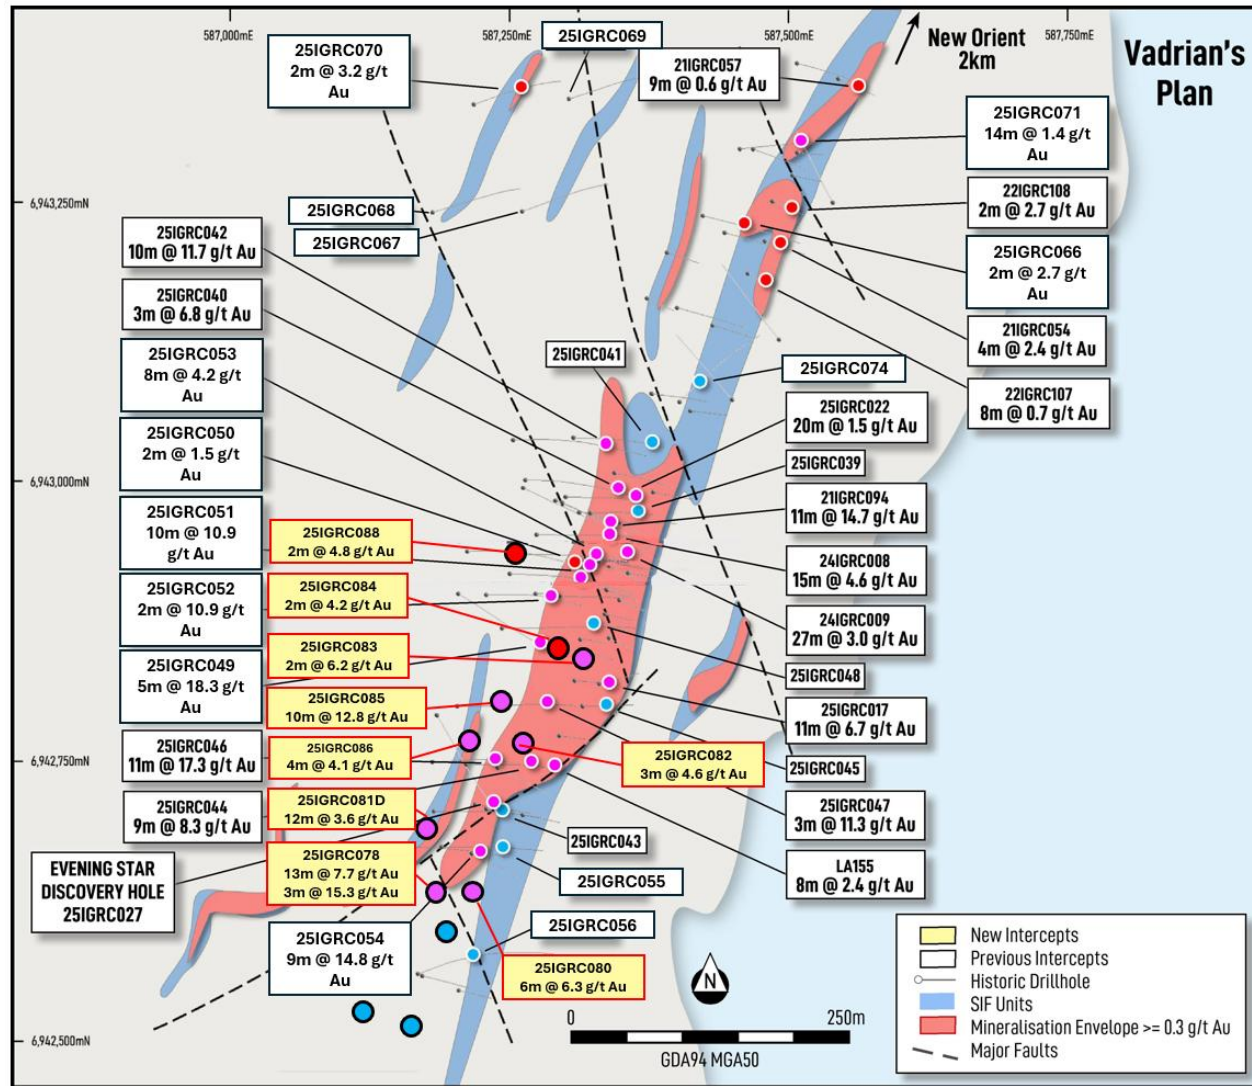 587,000mE
587,250mE
587,500mE
587,750mE
Vadrian's
Plan
New Orient
2km
25IGRC070
2m @ 3.2 g/t
Au
25IGRC069
21IGRC057
9m @ 0.6 g/t Au
25IGRC071
14m @ 1.4 g/t
Au
6,943,250mN
25IGRC068
25IGRC067
22IGRC108
2m @ 2.7 g/t Au
25IGRC066
2m @ 2.7 g/t
Au
21IGRC054
4m @ 2.4 g/t Au
22IGRC107
8m @ 0.7 g/t Au
25IGRC042
10m @ 11.7 g/t Au
25IGRC040
3m @ 6.8 g/t Au
25IGRC053
8m @ 4.2 g/t
Au
25IGRC050
2m @ 1.5 g/t
Au
25IGRC041
25IGRC074
25IGRC022
20m @ 1.5 g/t Au
25IGRC039
6,943,000mN
21IGRC094
11m @ 14.7 g/t Au
24IGRC008
15m @ 4.6 g/t Au
24IGRC009
27m @ 3.0 g/t Au
25IGRC048
25IGRC017
11m @ 6.7 g/t Au
25IGRC045
25IGRC047
3m @ 11.3 g/t Au
LA155
8m @ 2.4 g/t Au
25IGRC051
10m @ 10.9
g/t Au
25IGRC052
2m @ 10.9 g/t
Au
25IGRC049
5m @ 18.3 g/t
Au
25IGRC088
2m @ 4.8 g/t Au
25IGRC084
2m @ 4.2 g/t Au
25IGRC083
2m @ 6.2 g/t Au
25IGRC085
10m @ 12.8 g/t Au
25IGRC086
4m @ 4.1 g/t Au
25IGRC082
3m @ 4.6 g/t Au
25IGRC046
11m @ 17.3 g/t Au
6,942,750mN
25IGRC044
9m @ 8.3 g/t Au
25IGRC081D
12m @ 3.6 g/t Au
25IGRC078
13m @ 7.7 g/t Au
3m @ 15.3 g/t Au
EVENING STAR
DISCOVERY HOLE
25IGRC027
25IGRC043
25IGRC055
25IGRC056
25IGRC054
9m @ 14.8 g/t
Au
25IGRC080
6m @ 6.3 g/t Au
6,942,500mN
N
0
250m
GDA94 MGA50
New Intercepts
Previous Intercepts
Historic Drillhole
SIF Units
Mineralisation Envelope >= 0.3 g/t Au
Major Faults